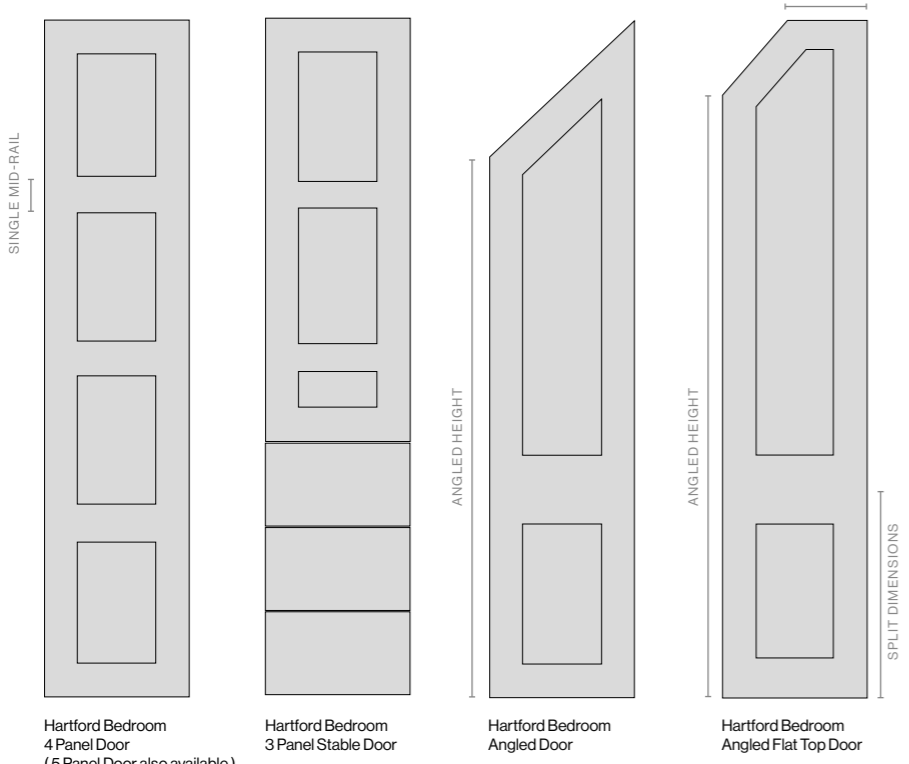 SINGLE MID-RAIL
ANGLED HEIGHT
ANGLED HEIGHT
SPLIT DIMENSIONS
Hartford Bedroom
4 Panel Door
( 5 Panel Door also available )
Hartford Bedroom
3 Panel Stable Door
Hartford Bedroom
Angled Door
Hartford Bedroom
Angled Flat Top Door